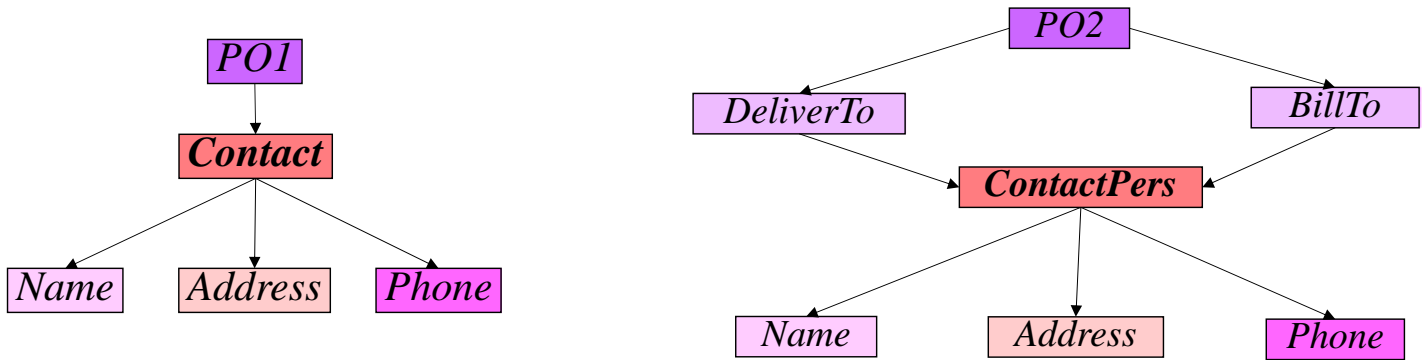 PO1
Contact
Name
Address
Phone
PO2
DeliverTo
BillTo
ContactPers
Name
Address
Phone